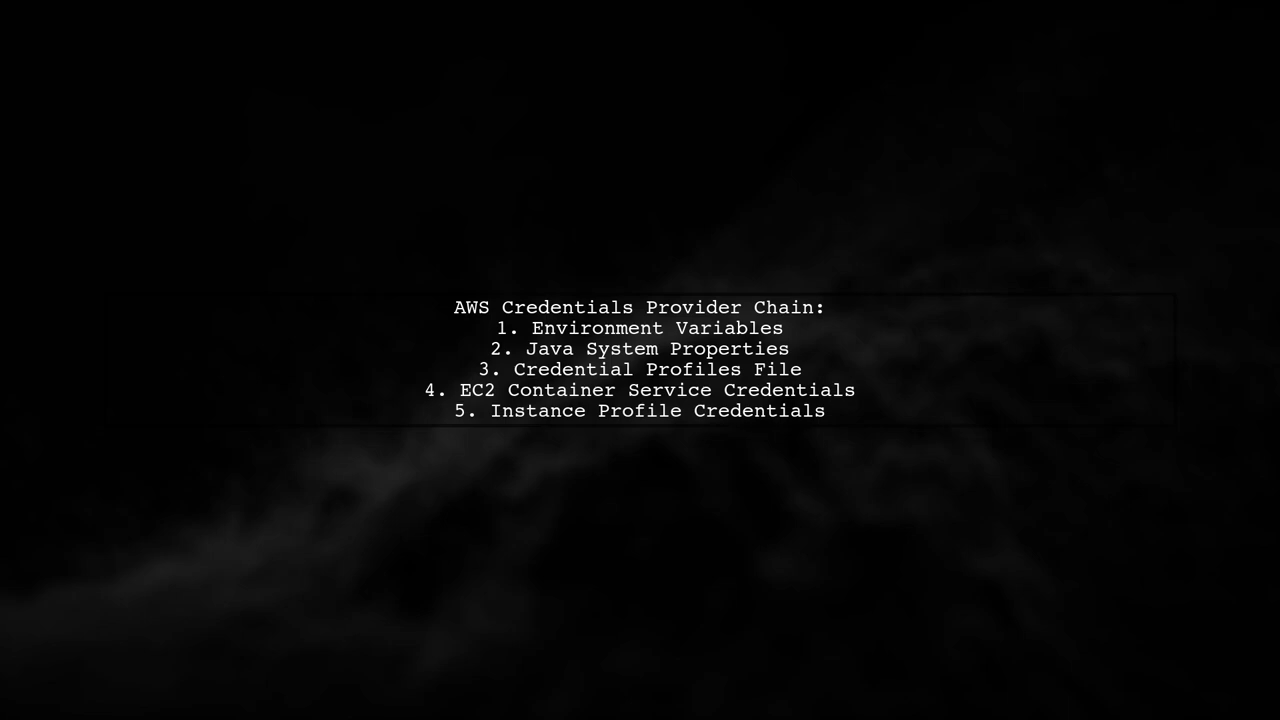 AWS Credentials Provider Chain:
1. Environment Variables
2. Java System Properties
3. Credential Profiles File
4. EC2 Container Service Credentials
5. Instance Profile Credentials